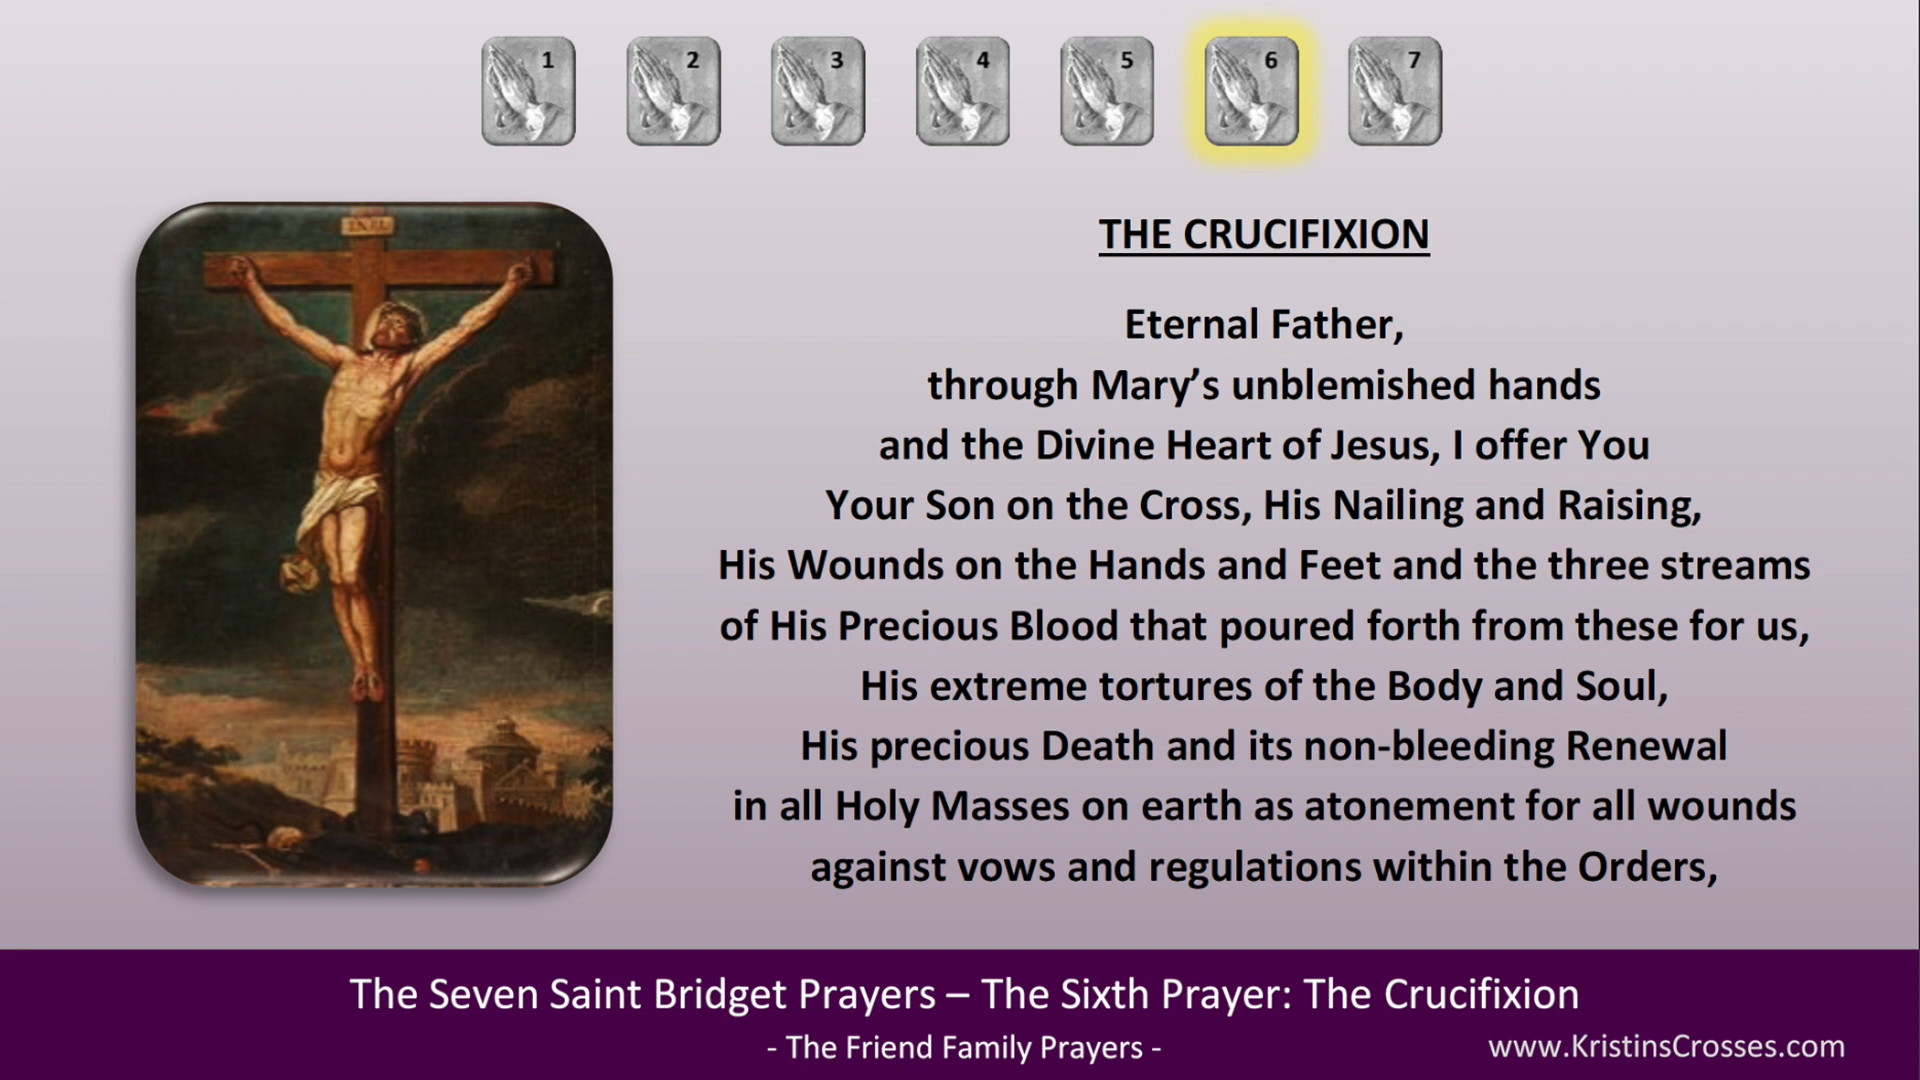 1 2 3 4 5 6 7
INRI
THE CRUCIFIXION
Eternal Father,
through Mary’s unblemished hands
and the Divine Heart of Jesus, I offer You
Your Son on the Cross, His Nailing and Raising,
His Wounds on the Hands and Feet and the three streams
of His Precious Blood that poured forth from these for us,
His extreme tortures of the Body and Soul,
His precious Death and its non-bleeding Renewal
in all Holy Masses on earth as atonement for all wounds
against vows and regulations within the Orders,
The Seven Saint Bridget Prayers – The Sixth Prayer: The Crucifixion
- The Friend Family Prayers -
www.KristinsCrosses.com